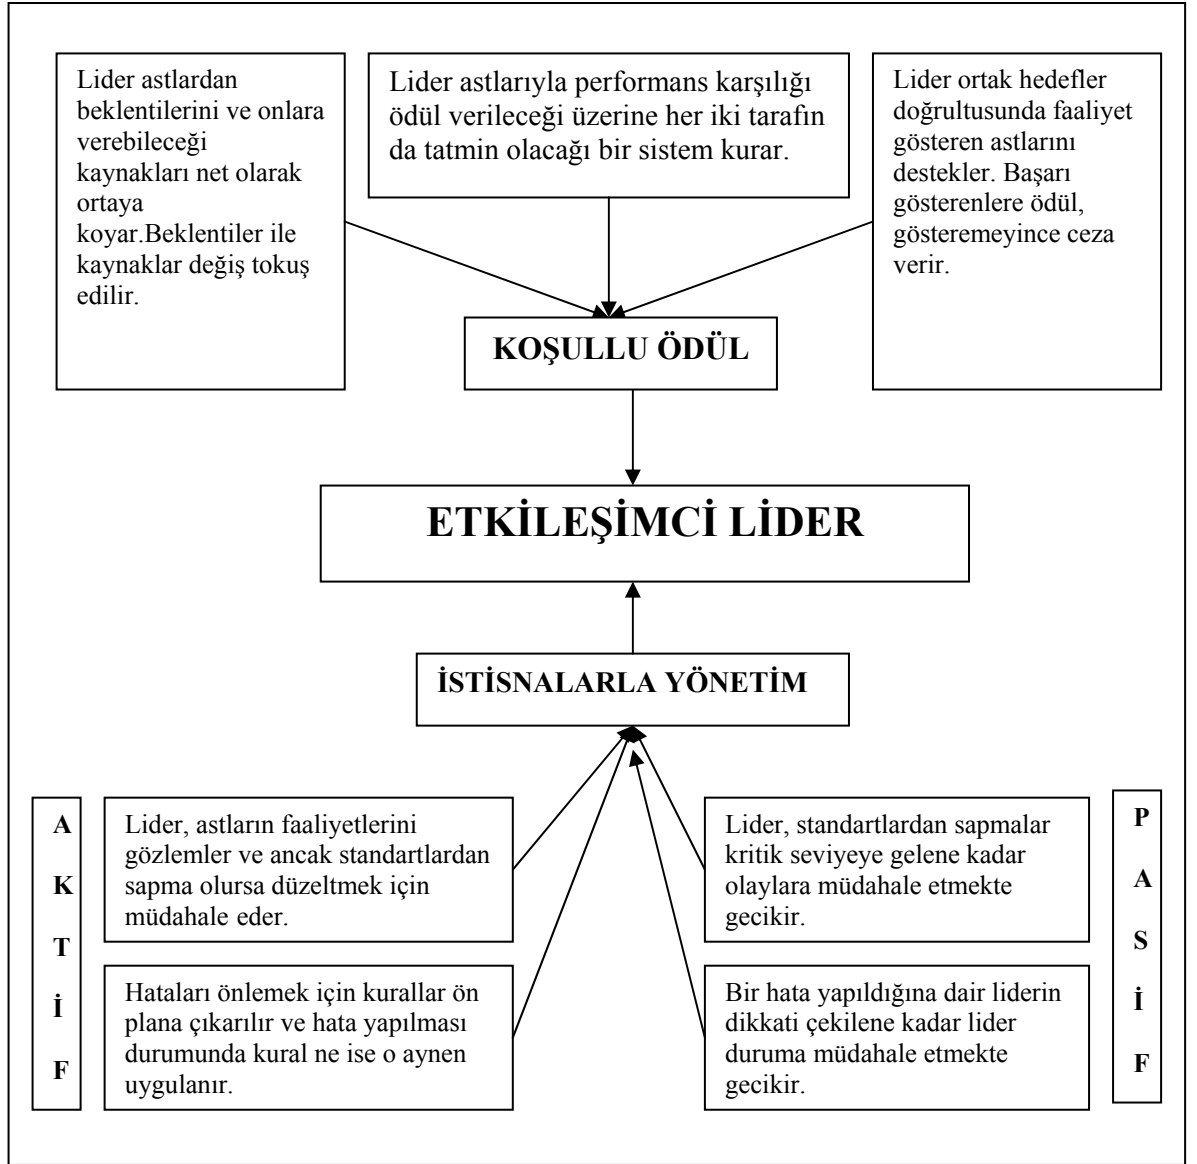 Lider astlardan
beklentilerini ve onlara
verebileceği
kaynakları net olarak
ortaya
koyar.Beklentiler ile
kaynaklar değiş tokuş
edilir.
Lider astlarıyla performans karşılığı
ödül verileceği üzerine her iki tarafın
da tatmin olacağı bir sistem kurar.
Lider ortak hedefler
doğrultusunda faaliyet
gösteren astlarını
destekler. Başarı
gösterenlere ödül,
gösteremeyince ceza
verir.
KOŞULLU ÖDÜL
ETKİLEŞİMCİ LİDER
İSTİSNALARLA YÖNETİM
A
K
T
İ
F
Lider, astların faaliyetlerini
gözlemler ve ancak standartlardan
sapma olursa düzeltmek için
müdahale eder.
Hataları önlemek için kurallar ön
plana çıkarılır ve hata yapılması
durumunda kural ne ise o aynen
uygulanır.
Lider, standartlardan sapmalar
kritik seviyeye gelene kadar
olaylara müdahale etmekte
gecikir.
Bir hata yapıldığına dair liderin
dikkati çekilene kadar lider
duruma müdahale etmekte
gecikir.
P
A
S
İ
F